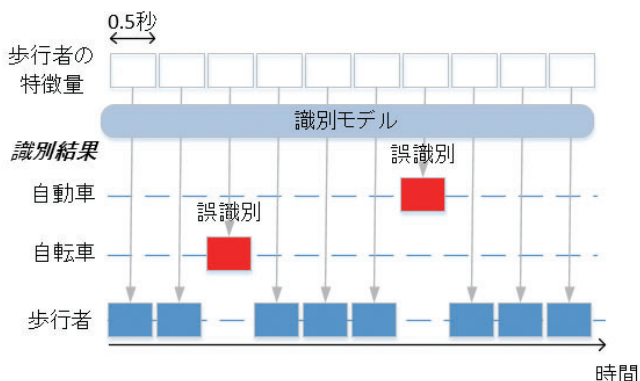 0.5秒
歩行者の
特徴量
識別モデル
識別結果
誤識別
自動車
誤識別
自転車
歩行者
時間